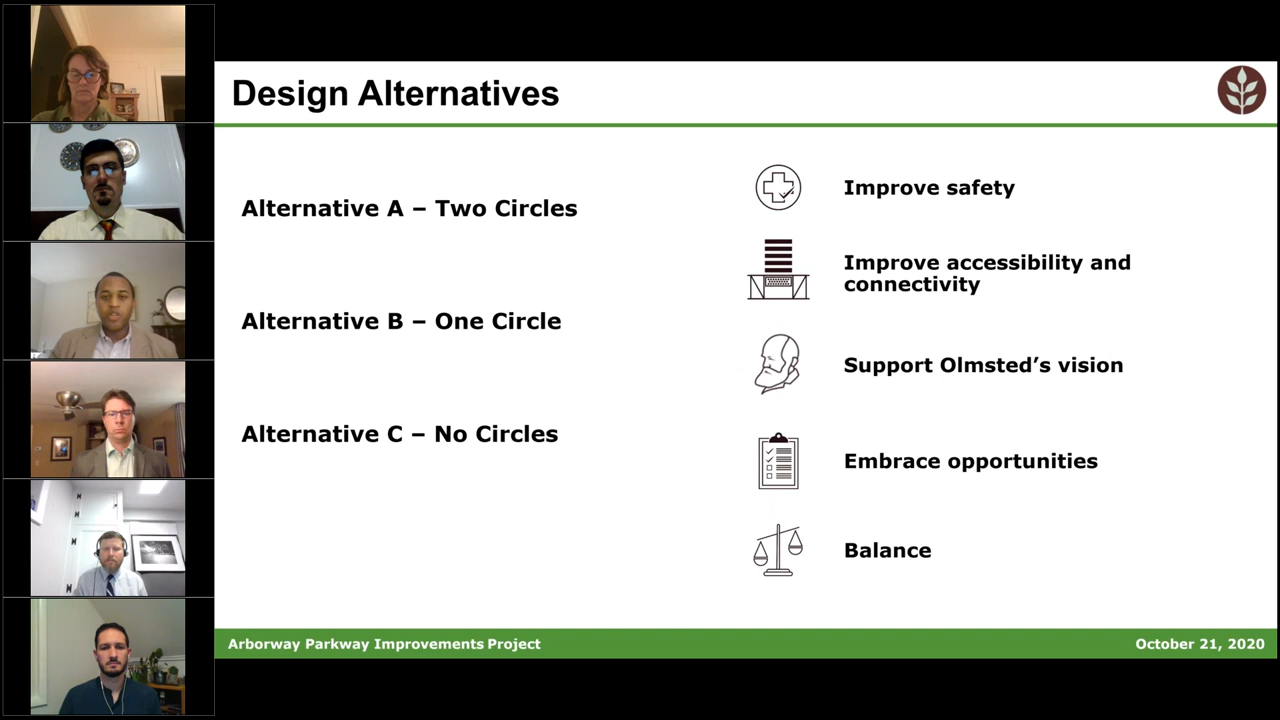 Design Alternatives
Alternative A – Two Circles
Alternative B – One Circle
Alternative C – No Circles
Improve safety
Improve accessibility and
connectivity
Support Olmsted’s vision
Embrace opportunities
Balance
Arborway Parkway Improvements Project
October 21, 2020